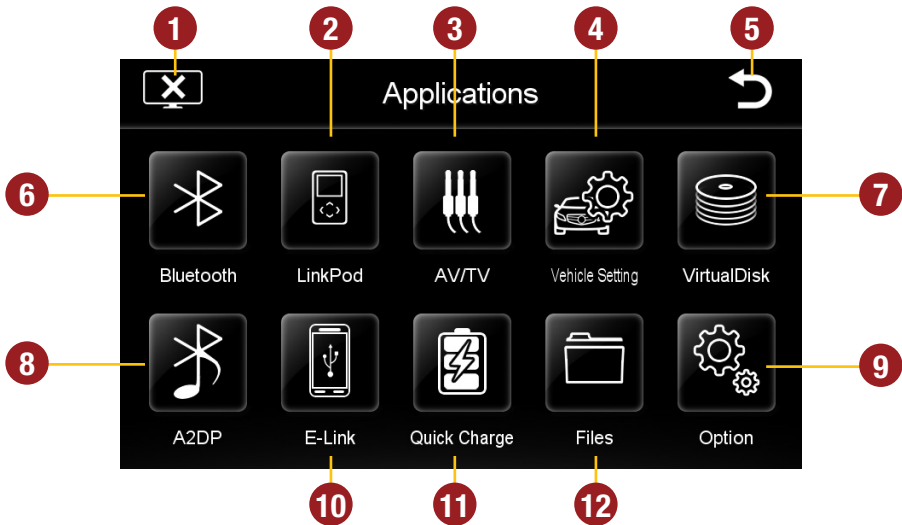 1 2 3 4 5
Applications
6 7
Bluetooth LinkPod AV/TV Vehicle Setting VirtualDisk
8 9
A2DP E-Link Quick Charge Files Option
10 11 12